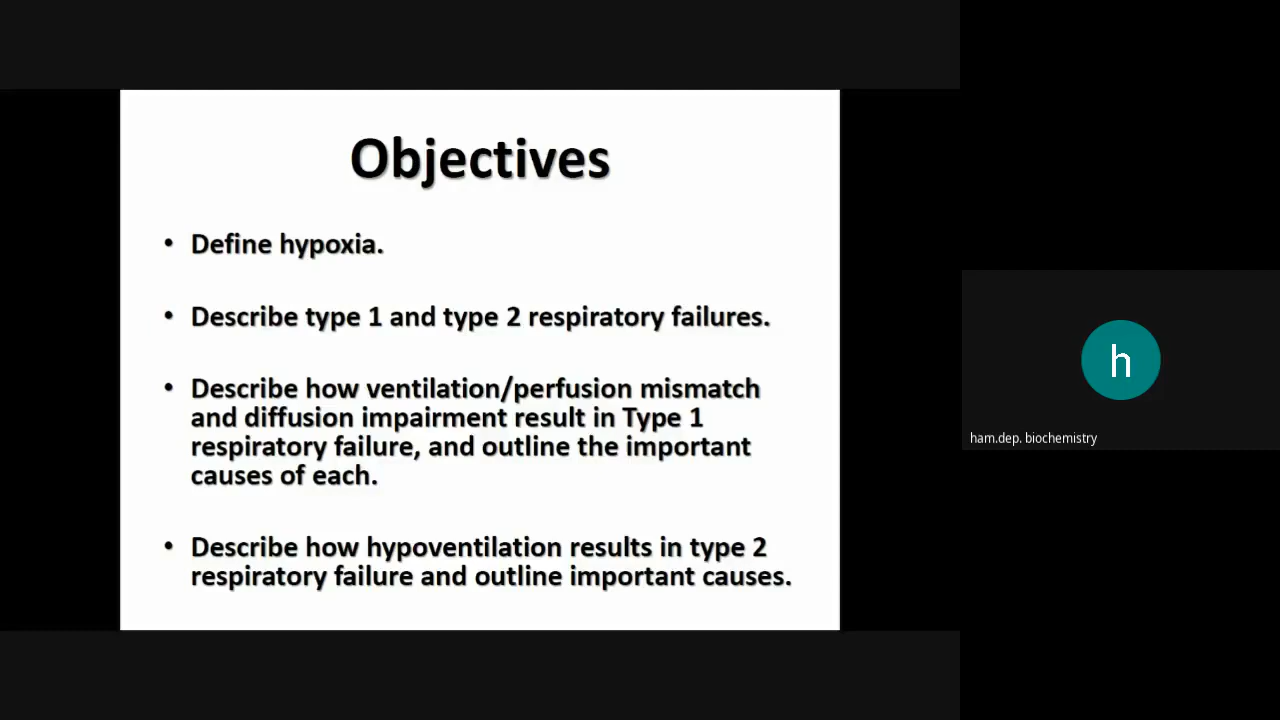 Objectives
• Define hypoxia.
• Describe type 1 and type 2 respiratory failures.
• Describe how ventilation/perfusion mismatch
and diffusion impairment result in Type 1
respiratory failure, and outline the important
causes of each.
• Describe how hypoventilation results in type 2
respiratory failure and outline important causes.
h
ham.dep. biochemistry